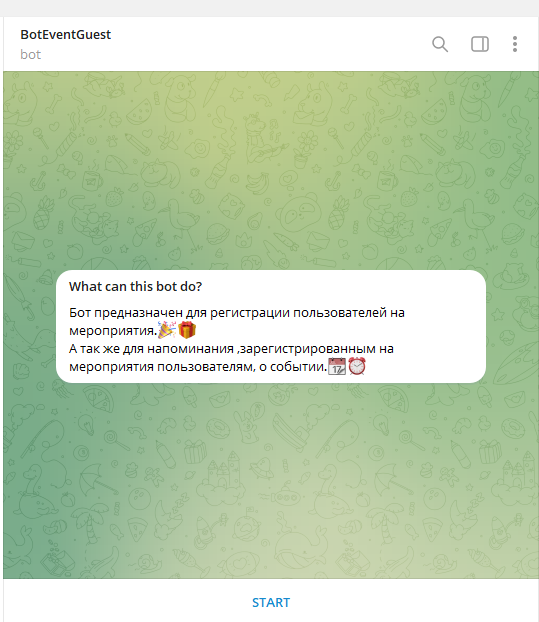 BotEventGuest
bot
What can this bot do?
Бот предназначен для регистрации пользователей на
мероприятия.🎉🎁
А так же для напоминания ,зарегистрированным на
мероприятия пользователям, о событии.📆⏰
START